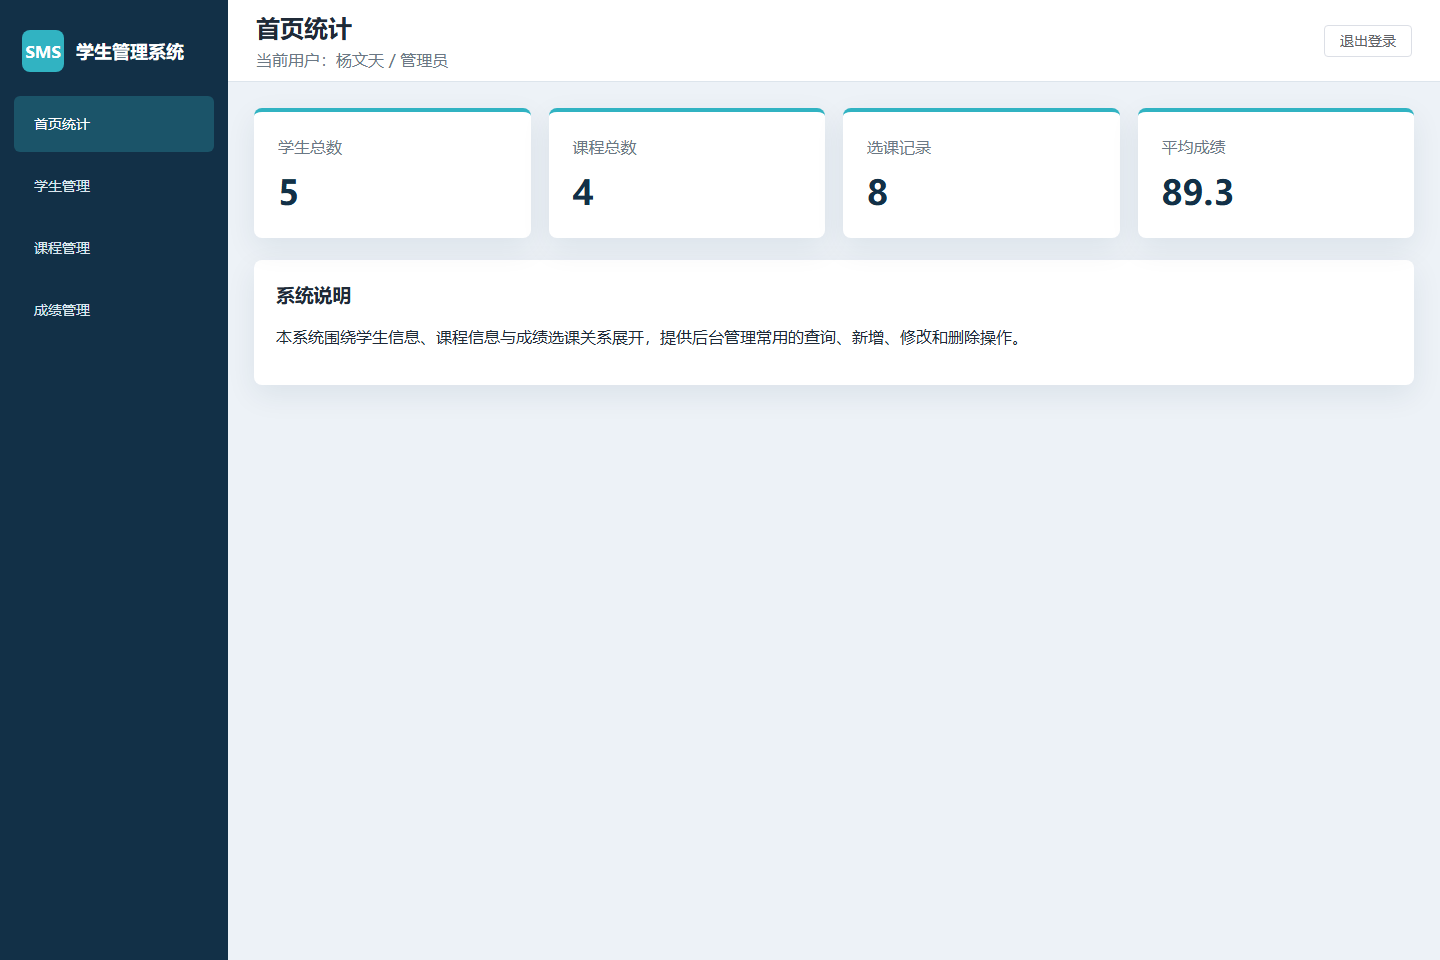 SMS 学生管理系统
首页统计
学生管理
课程管理
成绩管理
首页统计
当前用户：杨文天 / 管理员
退出登录
学生总数
5
课程总数
4
选课记录
8
平均成绩
89.3
系统说明
本系统围绕学生信息、课程信息与成绩选课关系展开，提供后台管理常用的查询、新增、修改和删除操作。